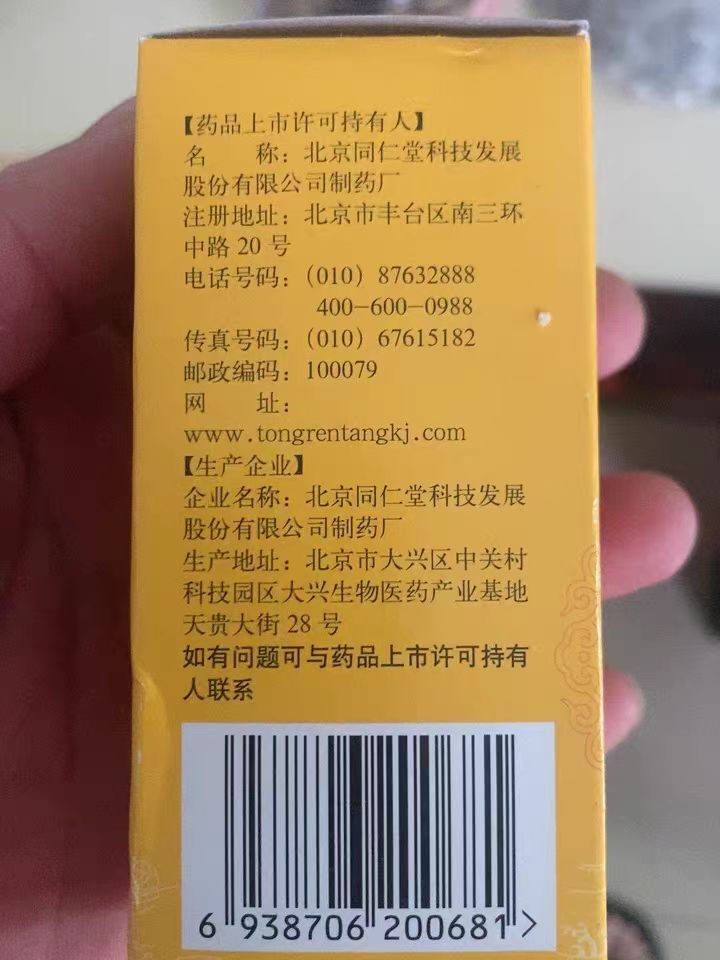 【药品上市许可持有人】
名　　称：北京同仁堂科技发展
股份有限公司制药厂
注册地址：北京市丰台区南三环
中路 20 号
电话号码：（010）87632888
400-600-0988
传真号码：（010）67615182
邮政编码：100079
网　　址：
www.tongrentangkj.com
【生产企业】
企业名称：北京同仁堂科技发展
股份有限公司制药厂
生产地址：北京市大兴区中关村
科技园区大兴生物医药产业基地
天贵大街 28 号
如有问题可与药品上市许可持有
人联系
6 938706 200681 >